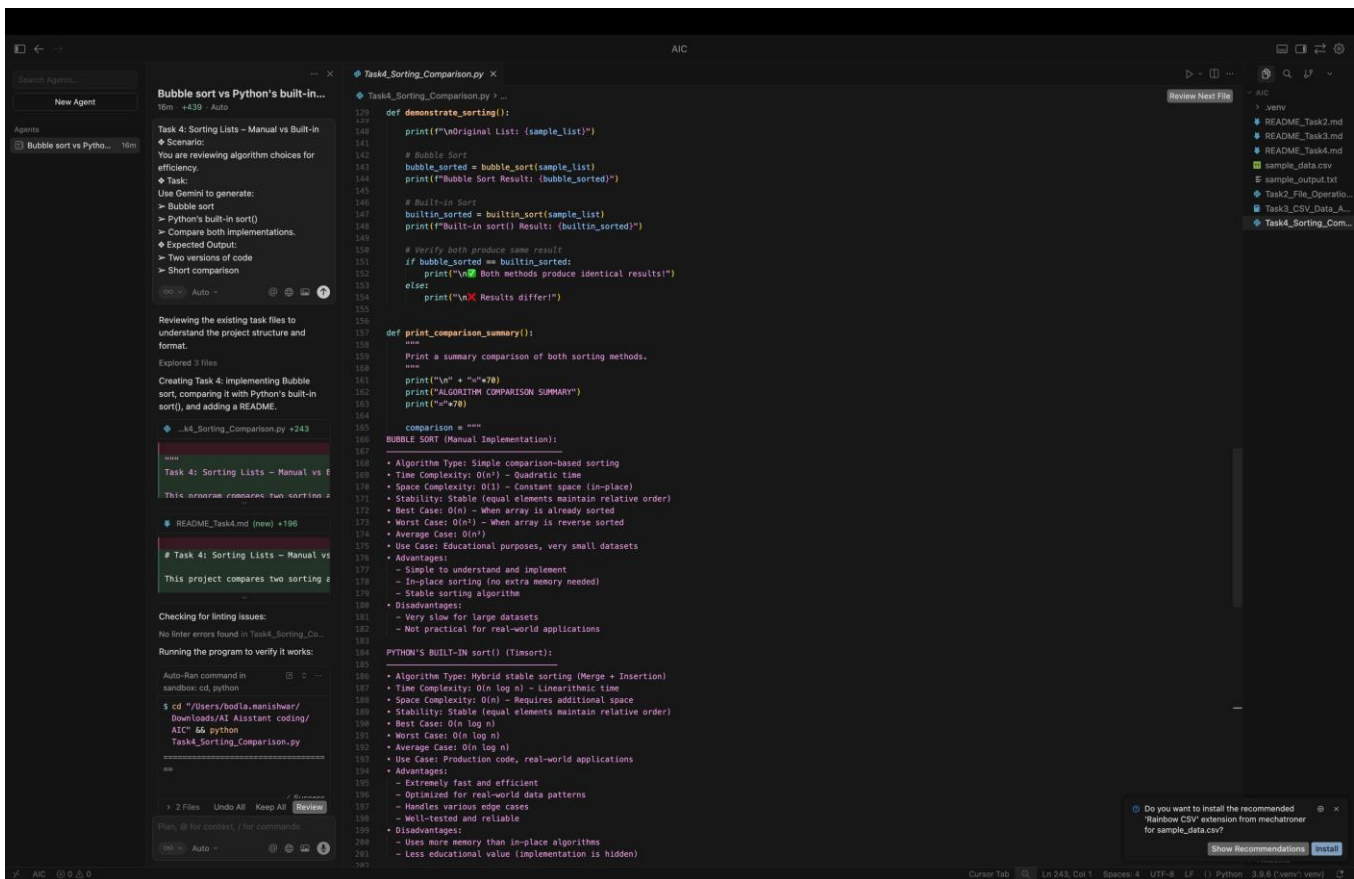 AIC
Search Agents...
New Agent
Agents
Bubble sort vs Pytho... 16m
Bubble sort vs Python's built-in...
16m · +439 · Auto
Task 4: Sorting Lists – Manual vs Built-in
❖ Scenario:
You are reviewing algorithm choices for
efficiency.
❖ Task:
Use Gemini to generate:
➢ Bubble sort
➢ Python's built-in sort()
➢ Compare both implementations.
❖ Expected Output:
➢ Two versions of code
➢ Short comparison
Auto
Reviewing the existing task files to
understand the project structure and
format.
Explored 3 files
Creating Task 4: implementing Bubble
sort, comparing it with Python's built-in
sort(), and adding a README.
...k4_Sorting_Comparison.py +243
"""
Task 4: Sorting Lists – Manual vs B
This program compares two sorting a
README_Task4.md (new) +196
# Task 4: Sorting Lists – Manual vs
This project compares two sorting a
Checking for linting issues:
No linter errors found in Task4_Sorting_Co...
Running the program to verify it works:
Auto-Ran command in
sandbox: cd, python
$ cd "/Users/bodla.manishwar/
Downloads/AI Aisstant coding/
AIC" && python
Task4_Sorting_Comparison.py
===================================
==
✓ Success
> 2 Files Undo All Keep All Review
Plan, @ for context, / for commands
Auto
Task4_Sorting_Comparison.py
Task4_Sorting_Comparison.py > ...
Review Next File
129 def demonstrate_sorting():
139
140 print(f"\nOriginal List: {sample_list}")
141
142 # Bubble Sort
143 bubble_sorted = bubble_sort(sample_list)
144 print(f"Bubble Sort Result: {bubble_sorted}")
145
146 # Built-in Sort
147 builtin_sorted = builtin_sort(sample_list)
148 print(f"Built-in sort() Result: {builtin_sorted}")
149
150 # Verify both produce same result
151 if bubble_sorted == builtin_sorted:
152 print("\n✅ Both methods produce identical results!")
153 else:
154 print("\n❌ Results differ!")
155
156
157 def print_comparison_summary():
158 """
159 Print a summary comparison of both sorting methods.
160 """
161 print("\n" + "="*70)
162 print("ALGORITHM COMPARISON SUMMARY")
163 print("="*70)
164
165 comparison = """
166 BUBBLE SORT (Manual Implementation):
167
168 • Algorithm Type: Simple comparison-based sorting
169 • Time Complexity: O(n²) – Quadratic time
170 • Space Complexity: O(1) – Constant space (in-place)
171 • Stability: Stable (equal elements maintain relative order)
172 • Best Case: O(n) – When array is already sorted
173 • Worst Case: O(n²) – When array is reverse sorted
174 • Average Case: O(n²)
175 • Use Case: Educational purposes, very small datasets
176 • Advantages:
177 – Simple to understand and implement
178 – In-place sorting (no extra memory needed)
179 – Stable sorting algorithm
180 • Disadvantages:
181 – Very slow for large datasets
182 – Not practical for real-world applications
183
184 PYTHON'S BUILT-IN sort() (Timsort):
185
186 • Algorithm Type: Hybrid stable sorting (Merge + Insertion)
187 • Time Complexity: O(n log n) – Linearithmic time
188 • Space Complexity: O(n) – Requires additional space
189 • Stability: Stable (equal elements maintain relative order)
190 • Best Case: O(n log n)
191 • Worst Case: O(n log n)
192 • Average Case: O(n log n)
193 • Use Case: Production code, real-world applications
194 • Advantages:
195 – Extremely fast and efficient
196 – Optimized for real-world data patterns
197 – Handles various edge cases
198 – Well-tested and reliable
199 • Disadvantages:
200 – Uses more memory than in-place algorithms
201 – Less educational value (implementation is hidden)
202
AIC
.venv
README_Task2.md
README_Task3.md
README_Task4.md
sample_data.csv
sample_output.txt
Task2_File_Operatio...
Task3_CSV_Data_A...
Task4_Sorting_Com...
Do you want to install the recommended
'Rainbow CSV' extension from mechatroner
for sample_data.csv?
Show Recommendations Install
AIC 0 0
Cursor Tab Ln 243, Col 1 Spaces: 4 UTF-8 LF () Python 3.9.6 ('.venv': venv)